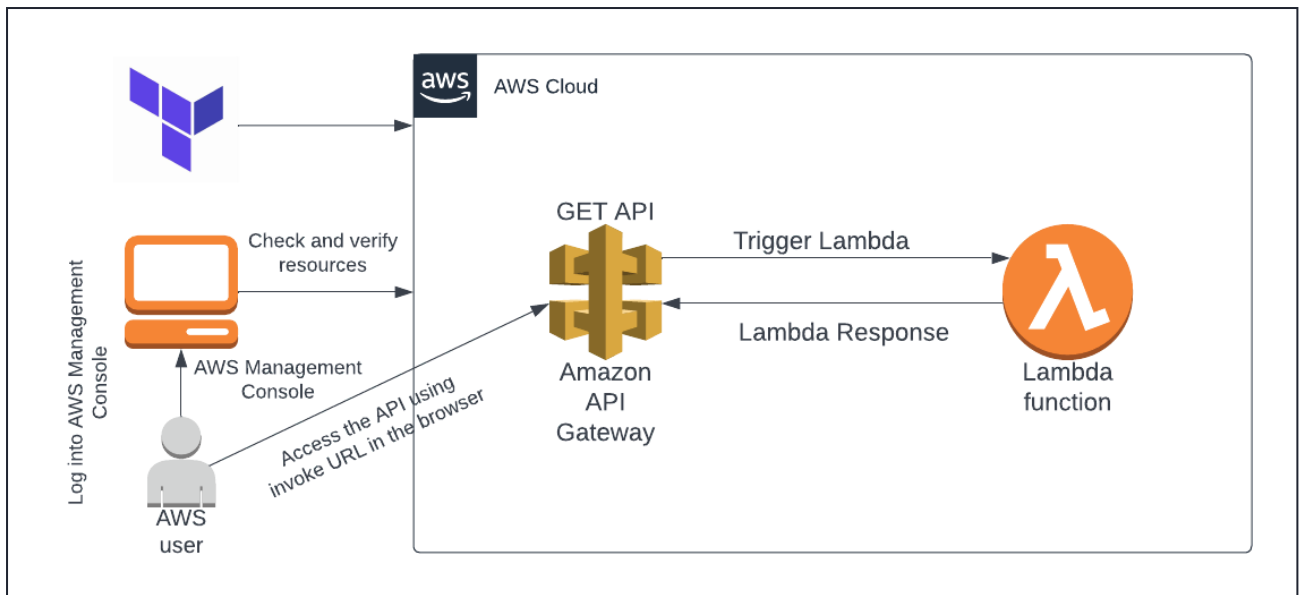 aws
AWS Cloud
GET API
Check and verify
resources
Trigger Lambda
Lambda Response
Log into AWS Management
Console
AWS Management
Console
Access the API using
invoke URL in the browser
Amazon
API
Gateway
Lambda
function
AWS
user